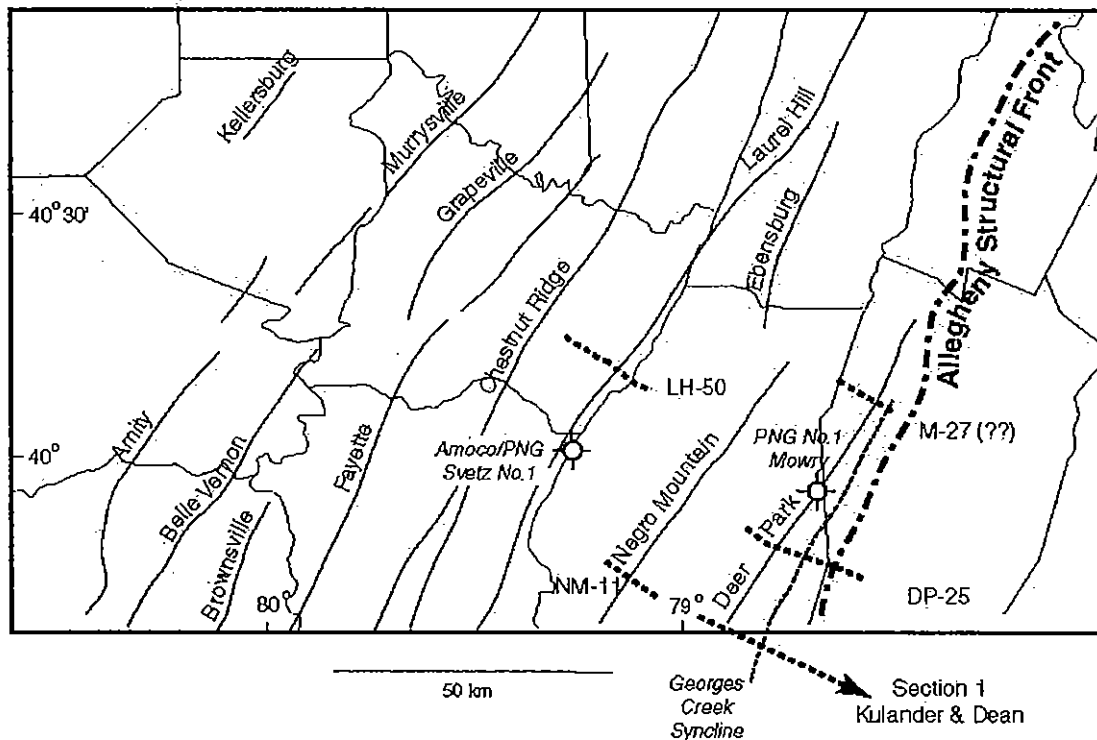 Kellersburg
Murrysville
Grapeville
Laurel Hill
Ebensburg
Allegheny Structural Front
40° 30'
Chestnut Ridge
LH-50
M-27 (??)
Amity
Belle Vernon
Fayette
Amoco/PNG
Svetz No.1
Negro Mountain
PNG No.1
Mowry
40°
Brownsville
80°
NM-11
79°
Deer Park
DP-25
50 km
Georges
Creek
Syncline
Section 1
Kulander & Dean